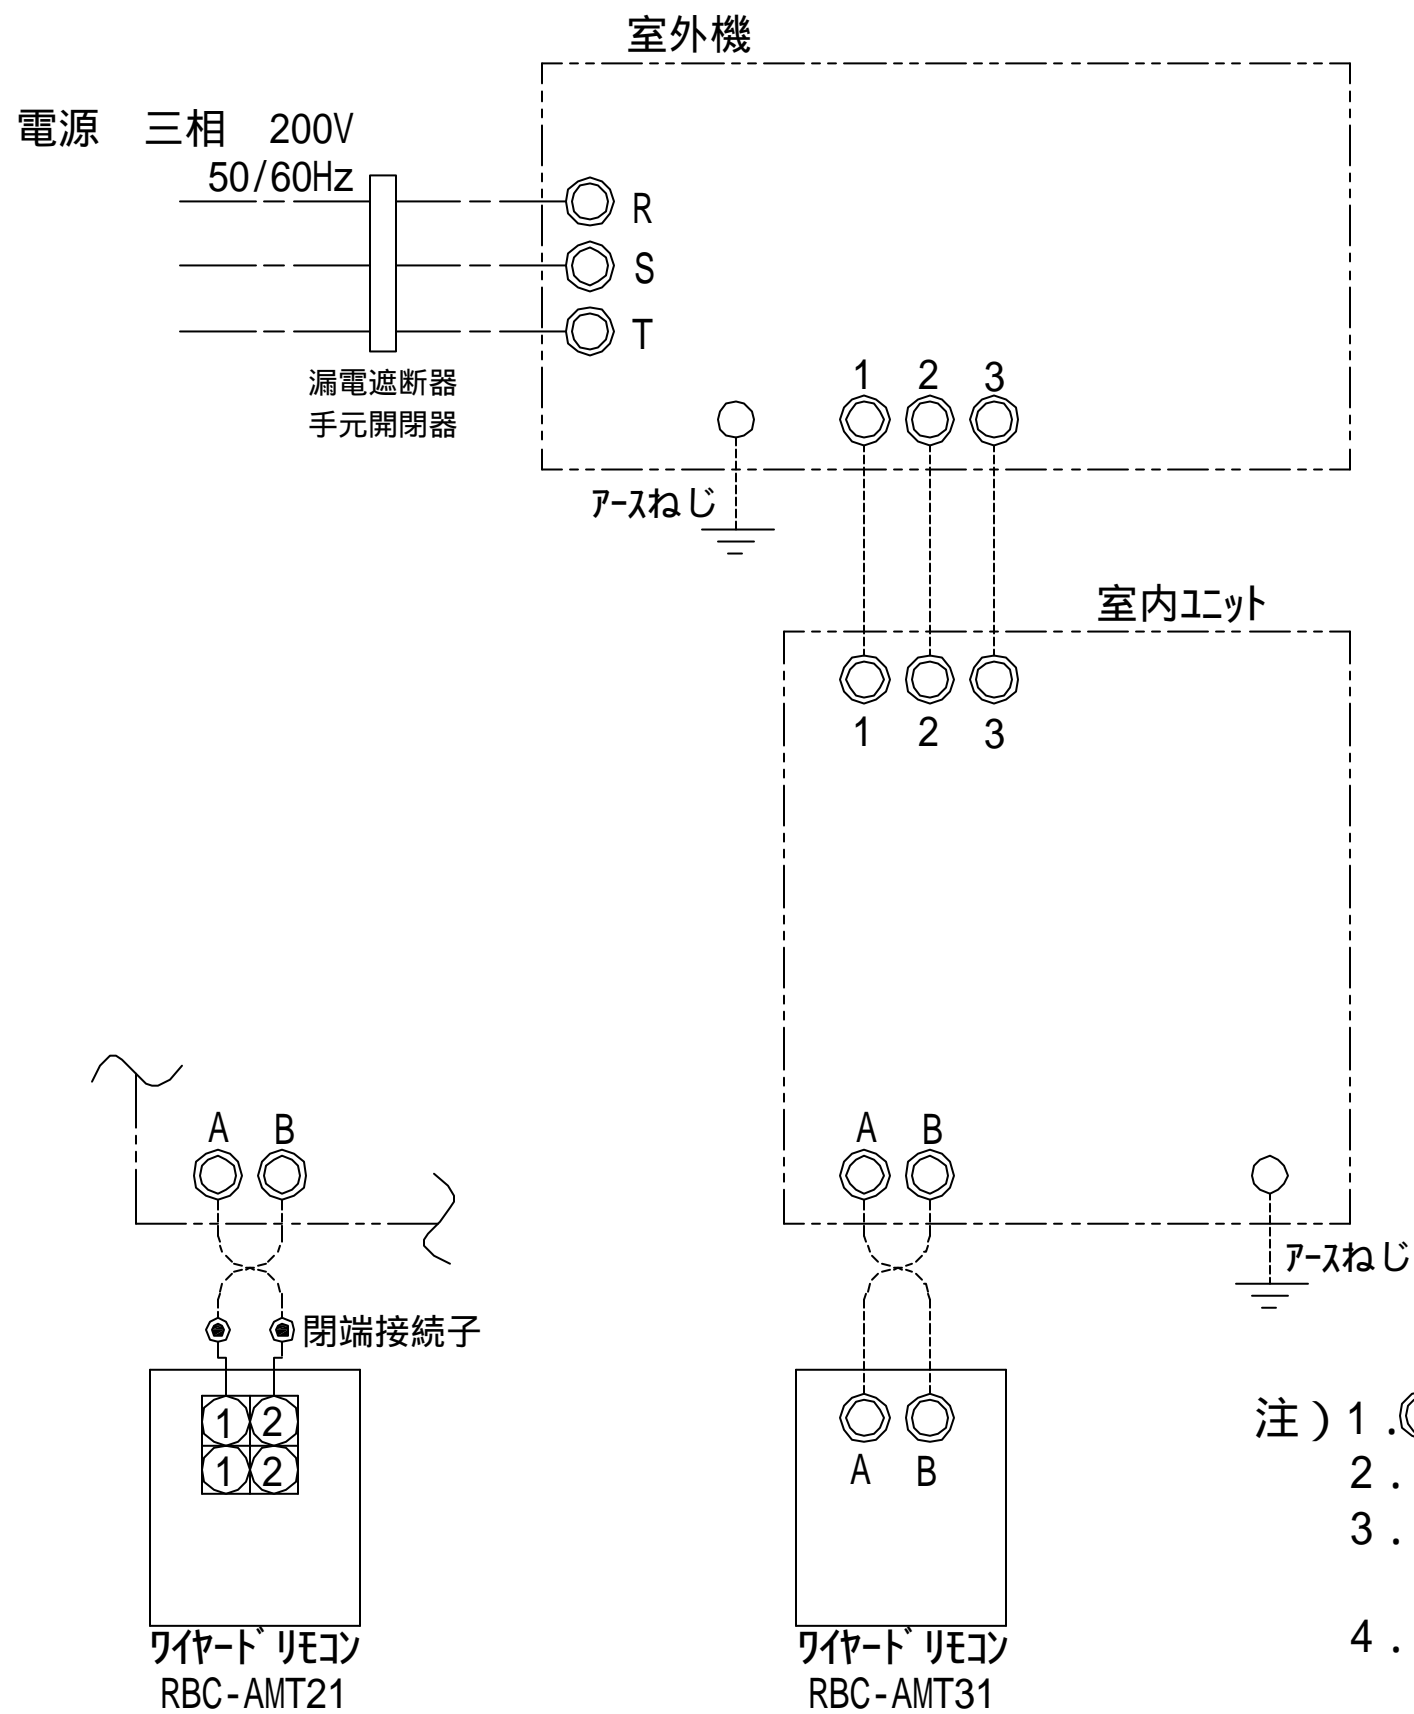 室外機
電源　三相　200V
50/60Hz
R
S
T
漏電遮断器
手元開閉器
1 2 3
ｱｰｽねじ
室内ﾕﾆｯﾄ
1 2 3
A B
A B
ｱｰｽねじ
閉端接続子
1 2
1 2
A B
ﾜｲﾔｰﾄﾞﾘﾓｺﾝ
RBC-AMT21
ﾜｲﾔｰﾄﾞﾘﾓｺﾝ
RBC-AMT31
注）1．
2．
3．
4．